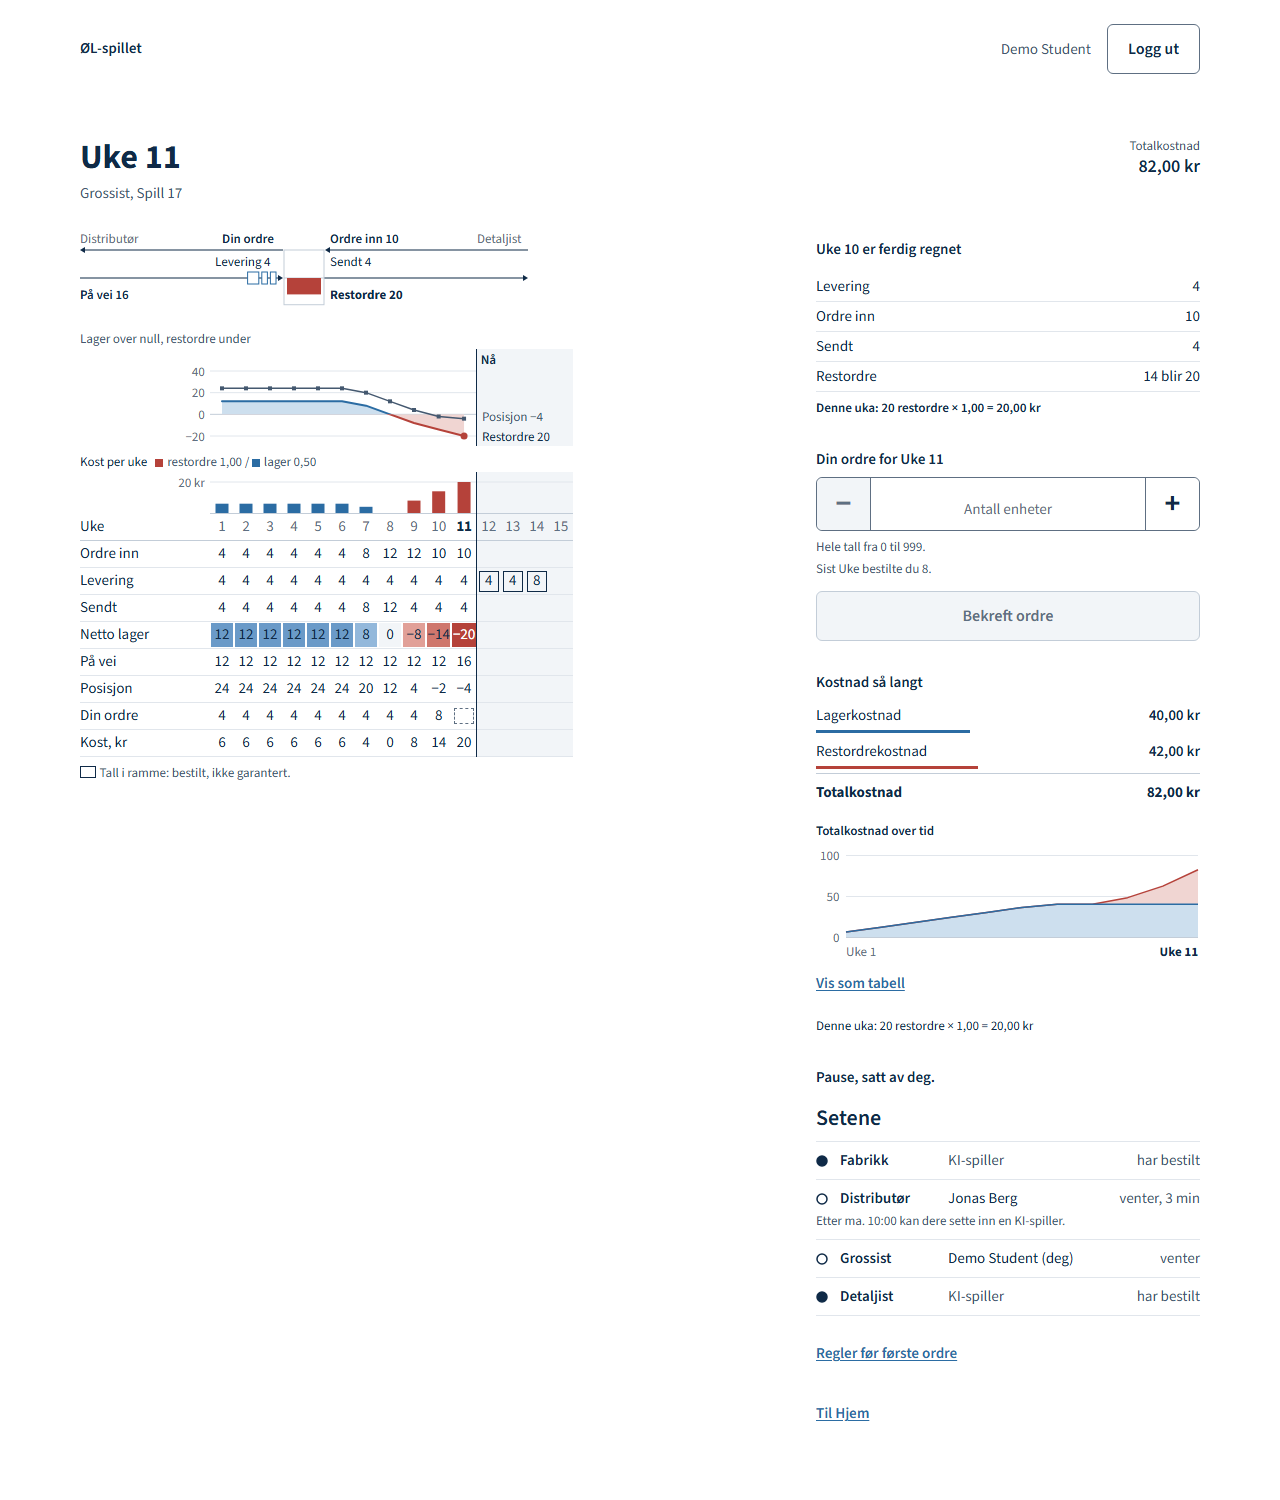 ØL-spillet
Demo Student
Logg ut
Uke 11
Grossist, Spill 17
Totalkostnad
82,00 kr
Distributør
Din ordre
Ordre inn 10
Detaljist
Levering 4
Sendt 4
På vei 16
Restordre 20
Lager over null, restordre under
Nå
40
20
0
−20
Posisjon −4
Restordre 20
Kost per uke restordre 1,00 / lager 0,50
20 kr
Uke 1 2 3 4 5 6 7 8 9 10 11 12 13 14 15
Ordre inn 4 4 4 4 4 4 8 12 12 10 10
Levering 4 4 4 4 4 4 4 4 4 4 4 4 4 8
Sendt 4 4 4 4 4 4 8 12 4 4 4
Netto lager 12 12 12 12 12 12 8 0 −8 −14 −20
På vei 12 12 12 12 12 12 12 12 12 12 16
Posisjon 24 24 24 24 24 24 20 12 4 −2 −4
Din ordre 4 4 4 4 4 4 4 4 4 8
Kost, kr 6 6 6 6 6 6 4 0 8 14 20
Tall i ramme: bestilt, ikke garantert.
Uke 10 er ferdig regnet
Levering 4
Ordre inn 10
Sendt 4
Restordre 14 blir 20
Denne uka: 20 restordre × 1,00 = 20,00 kr
Din ordre for Uke 11
− Antall enheter +
Hele tall fra 0 til 999.
Sist Uke bestilte du 8.
Bekreft ordre
Kostnad så langt
Lagerkostnad 40,00 kr
Restordrekostnad 42,00 kr
Totalkostnad 82,00 kr
Totalkostnad over tid
100
50
0
Uke 1 Uke 11
Vis som tabell
Denne uka: 20 restordre × 1,00 = 20,00 kr
Pause, satt av deg.
Setene
Fabrikk KI-spiller har bestilt
Distributør Jonas Berg venter, 3 min
Etter ma. 10:00 kan dere sette inn en KI-spiller.
Grossist Demo Student (deg) venter
Detaljist KI-spiller har bestilt
Regler før første ordre
Til Hjem